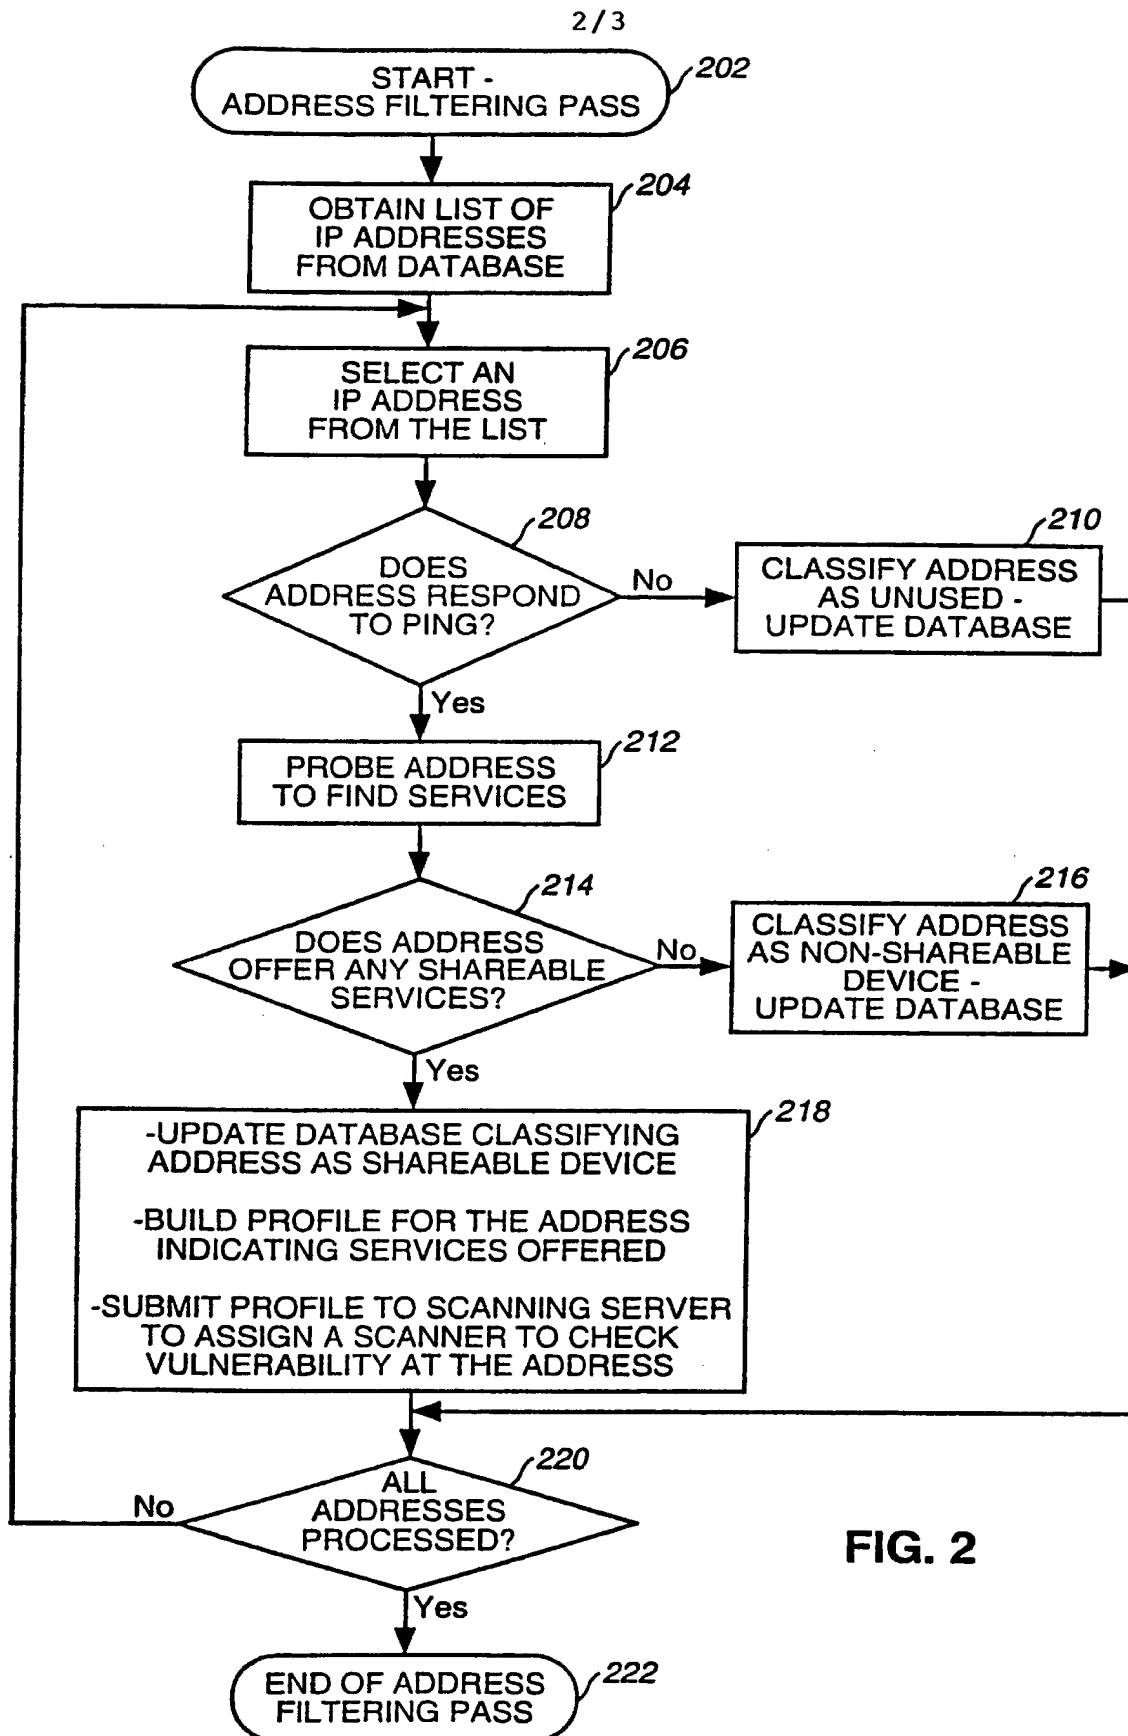 2/3
START -
ADDRESS FILTERING PASS
202
OBTAIN LIST OF
IP ADDRESSES
FROM DATABASE
204
SELECT AN
IP ADDRESS
FROM THE LIST
206
DOES
ADDRESS RESPOND
TO PING?
208
No
CLASSIFY ADDRESS
AS UNUSED -
UPDATE DATABASE
210
Yes
PROBE ADDRESS
TO FIND SERVICES
212
DOES ADDRESS
OFFER ANY SHAREABLE
SERVICES?
214
No
CLASSIFY ADDRESS
AS NON-SHAREABLE
DEVICE -
UPDATE DATABASE
216
Yes
-UPDATE DATABASE CLASSIFYING
ADDRESS AS SHAREABLE DEVICE
-BUILD PROFILE FOR THE ADDRESS
INDICATING SERVICES OFFERED
-SUBMIT PROFILE TO SCANNING SERVER
TO ASSIGN A SCANNER TO CHECK
VULNERABILITY AT THE ADDRESS
218
ALL
ADDRESSES
PROCESSED?
220
No
Yes
END OF ADDRESS
FILTERING PASS
222
FIG. 2